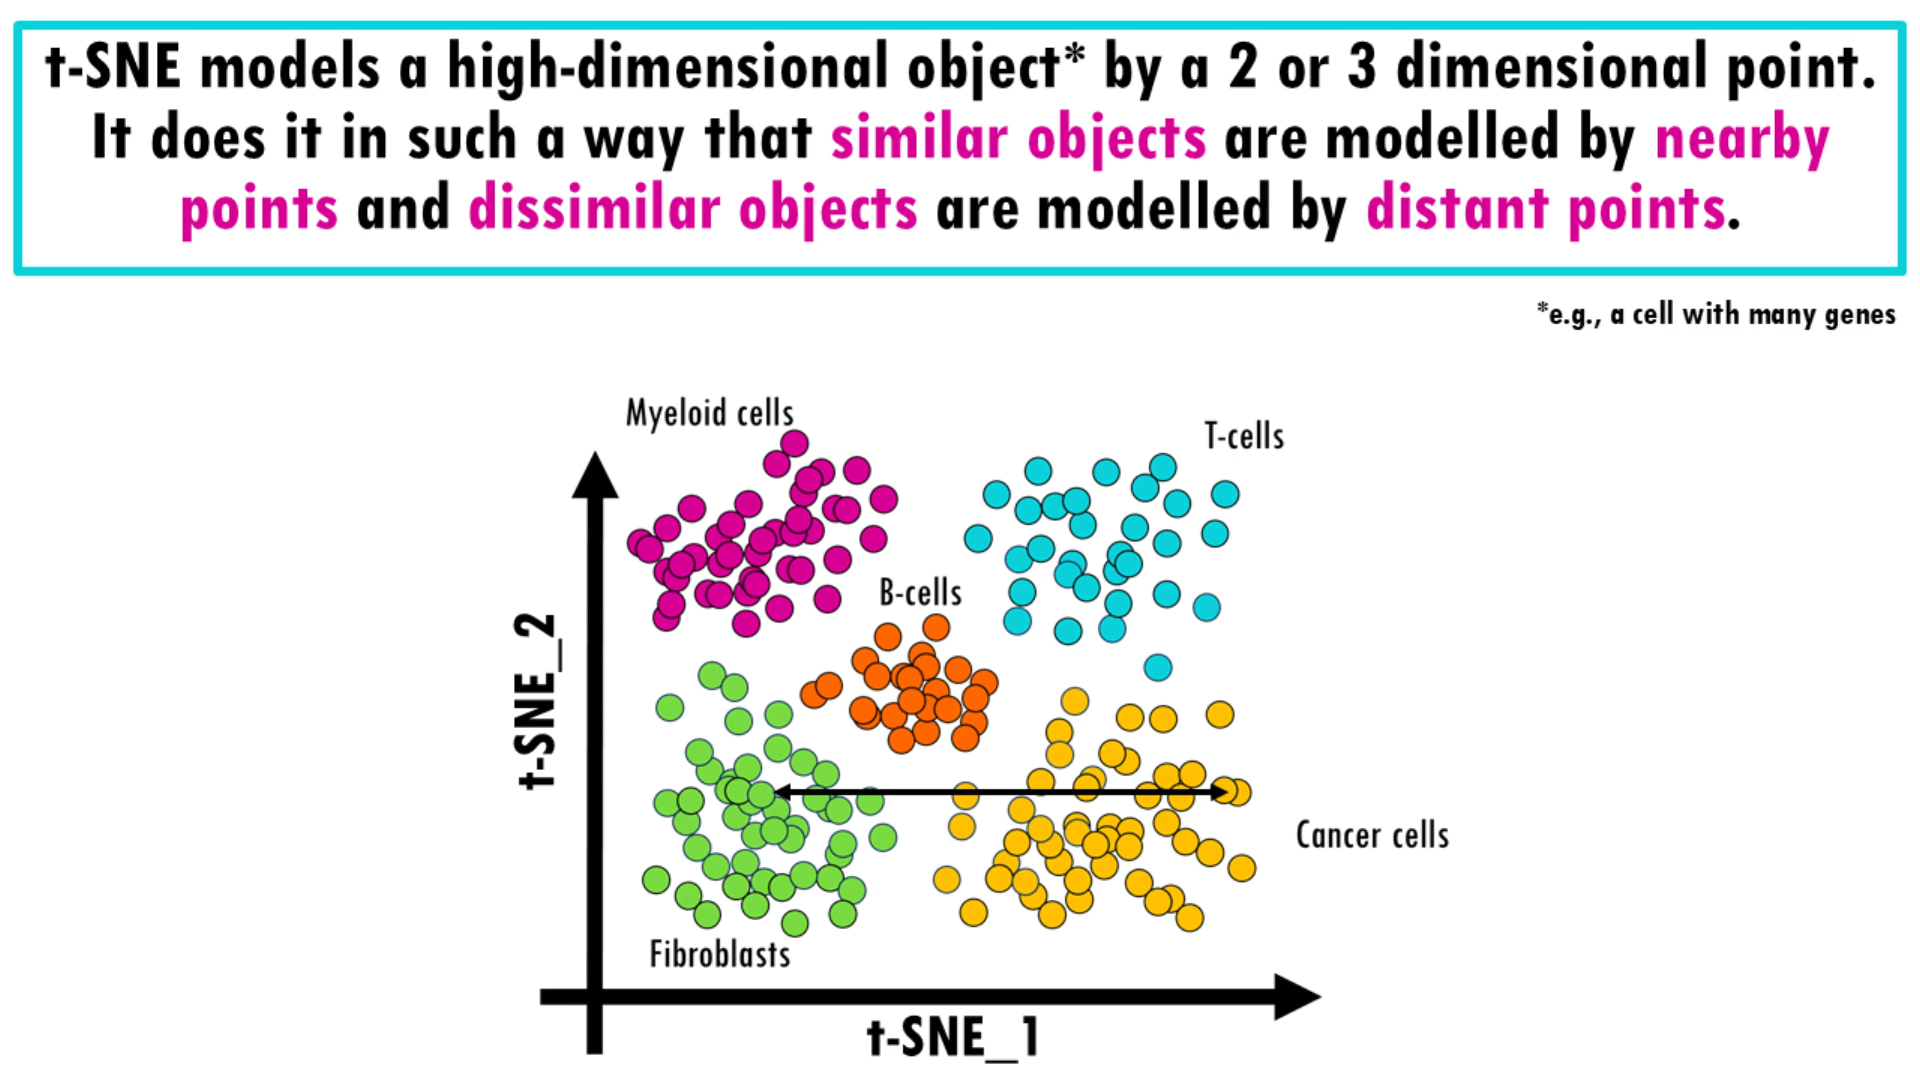 t-SNE models a high-dimensional object* by a 2 or 3 dimensional point.
It does it in such a way that similar objects are modelled by nearby
points and dissimilar objects are modelled by distant points.
*e.g., a cell with many genes
Myeloid cells
T-cells
B-cells
t-SNE_2
Cancer cells
Fibroblasts
t-SNE_1